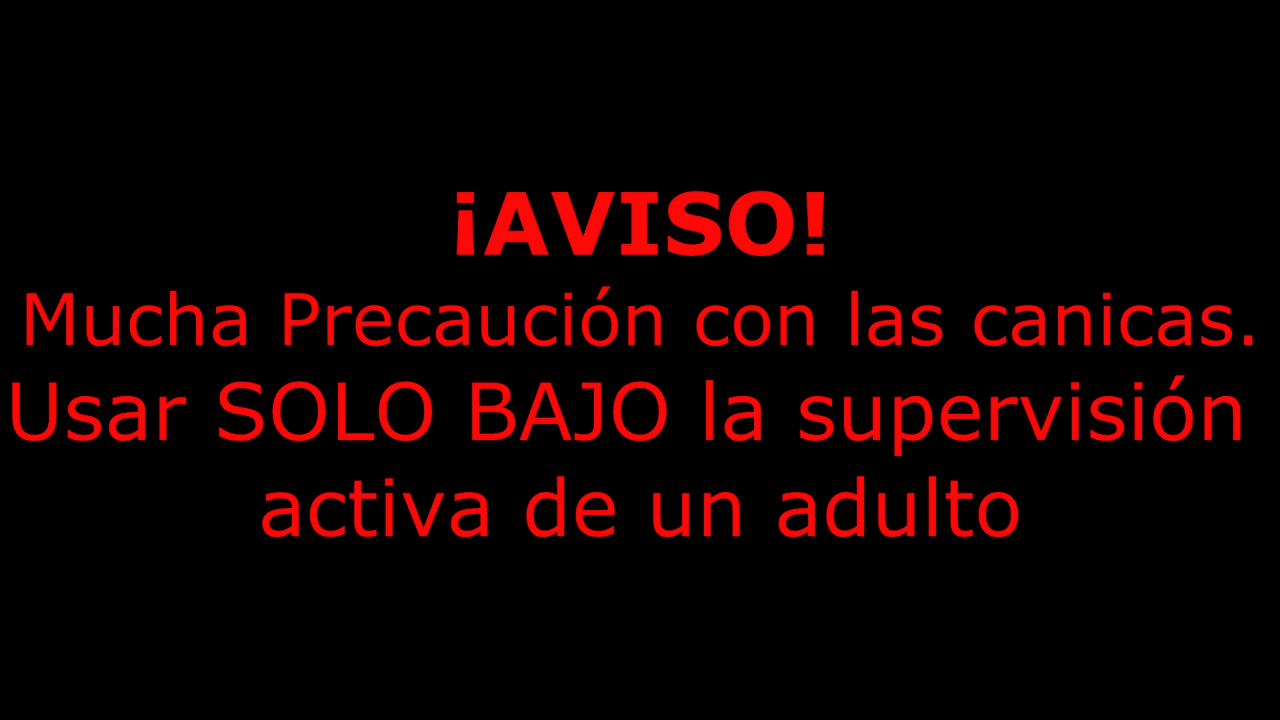 ¡AVISO!
Mucha Precaución con las canicas.
Usar SOLO BAJO la supervisión
activa de un adulto